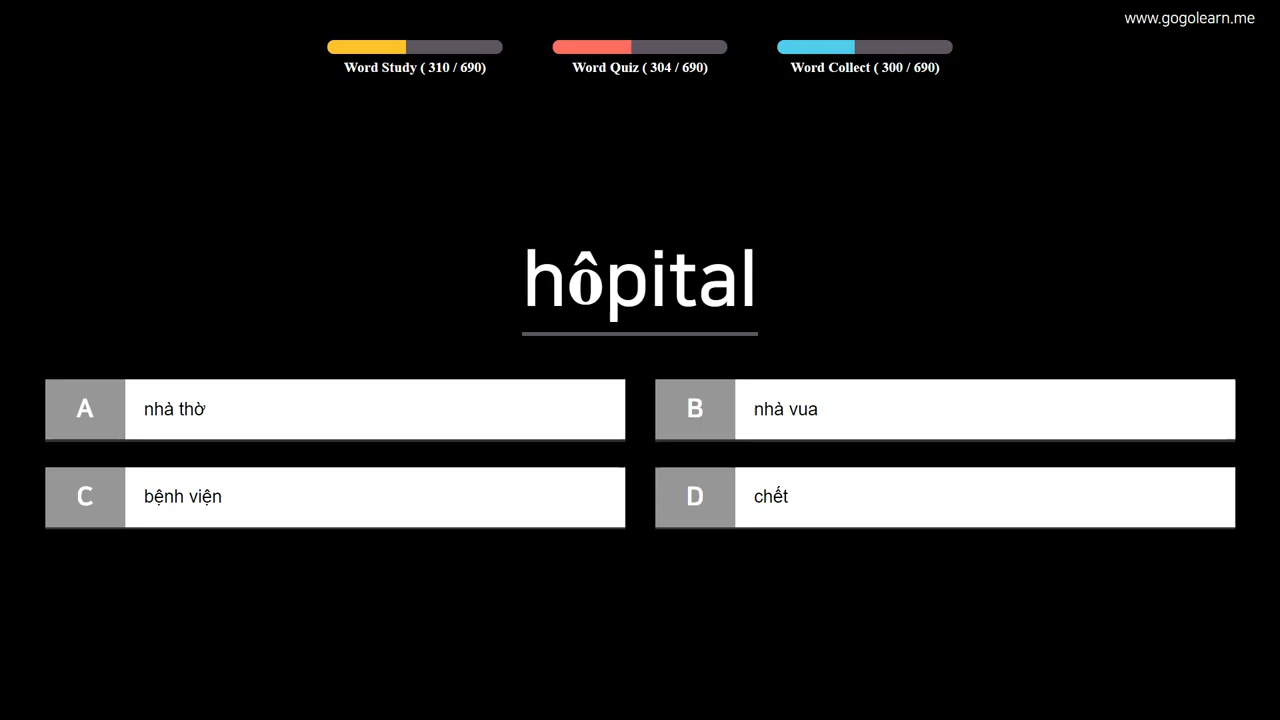 www.gogolearn.me
Word Study ( 310 / 690)
Word Quiz ( 304 / 690)
Word Collect ( 300 / 690)
hôpital
A nhà thờ
B nhà vua
C bệnh viện
D chết